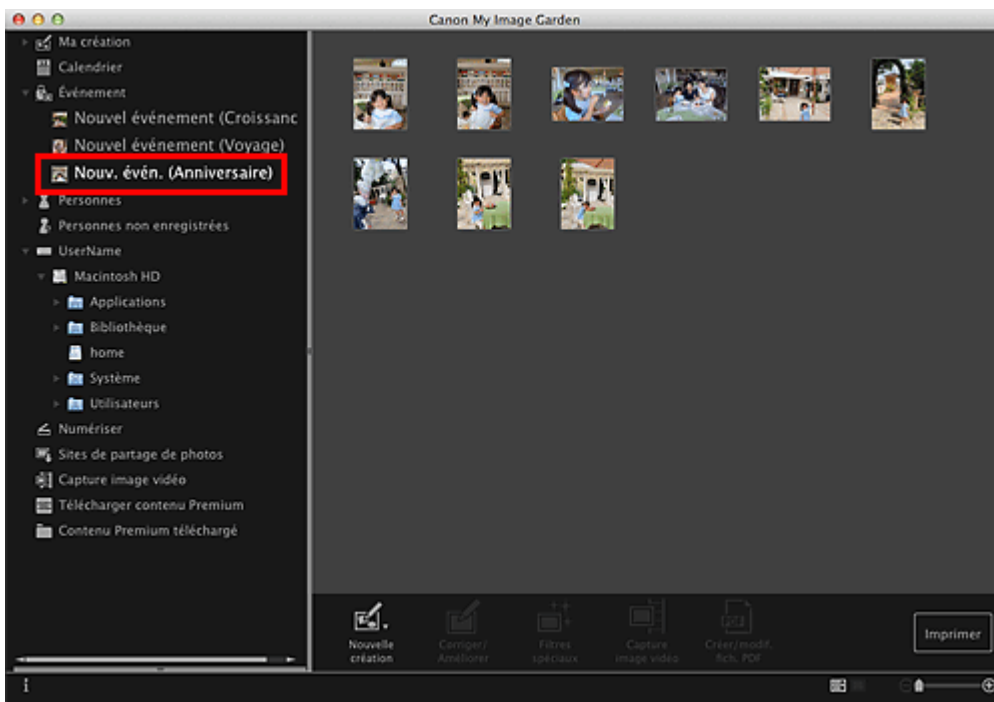 Canon My Image Garden
Ma création
Calendrier
Événement
Nouvel événement (Croissanc
Nouvel événement (Voyage)
Nouv. évén. (Anniversaire)
Personnes
Personnes non enregistrées
UserName
Macintosh HD
Applications
Bibliothèque
home
Système
Utilisateurs
Numériser
Sites de partage de photos
Capture image vidéo
Télécharger contenu Premium
Contenu Premium téléchargé
Nouvelle
création
Corriger/
Améliorer
Filtres
spéciaux
Capture
image vidéo
Créer/modif.
fich. PDF
Imprimer